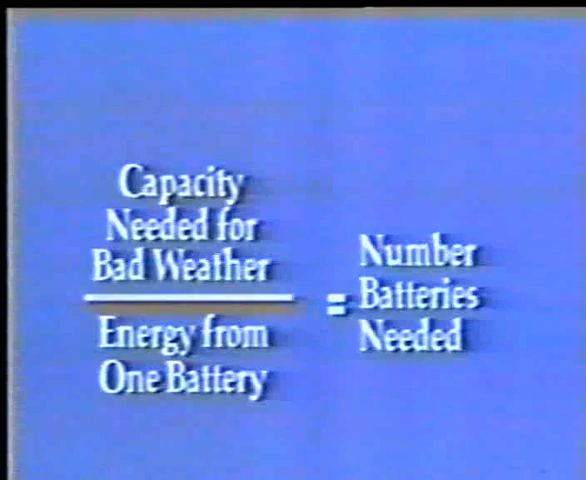 Capacity
Needed for
Bad Weather
Energy from
One Battery
=
Number
Batteries
Needed